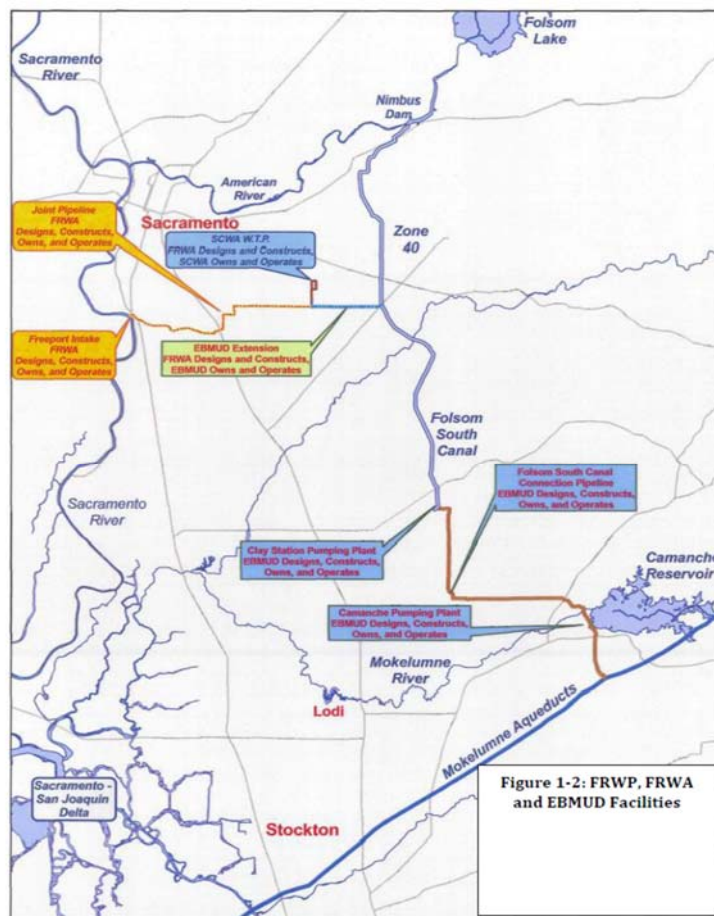 Folsom
Lake
Sacramento
River
Nimbus
Dam
American
River
Joint Pipeline
FRWA
Designs, Constructs,
Owns, and Operates
Sacramento
SCWA W.T.P.
FRWA Designs and Constructs,
SCWA Owns and Operates
Zone
40
Freeport Intake
FRWA
Designs, Constructs,
Owns, and Operates
EBMUD Extension
FRWA Designs and Constructs,
EBMUD Owns and Operates
Folsom
South
Canal
Folsom South Canal
Connection Pipeline
EBMUD Designs, Constructs,
Owns, and Operates
Sacramento
River
Clay Station Pumping Plant
EBMUD Designs, Constructs,
Owns, and Operates
Camanche
Reservoir
Camanche Pumping Plant
EBMUD Designs, Constructs,
Owns, and Operates
Mokelumne
River
Lodi
Mokelumne Aqueducts
Sacramento -
San Joaquin
Delta
Stockton
Figure 1-2: FRWP, FRWA
and EBMUD Facilities